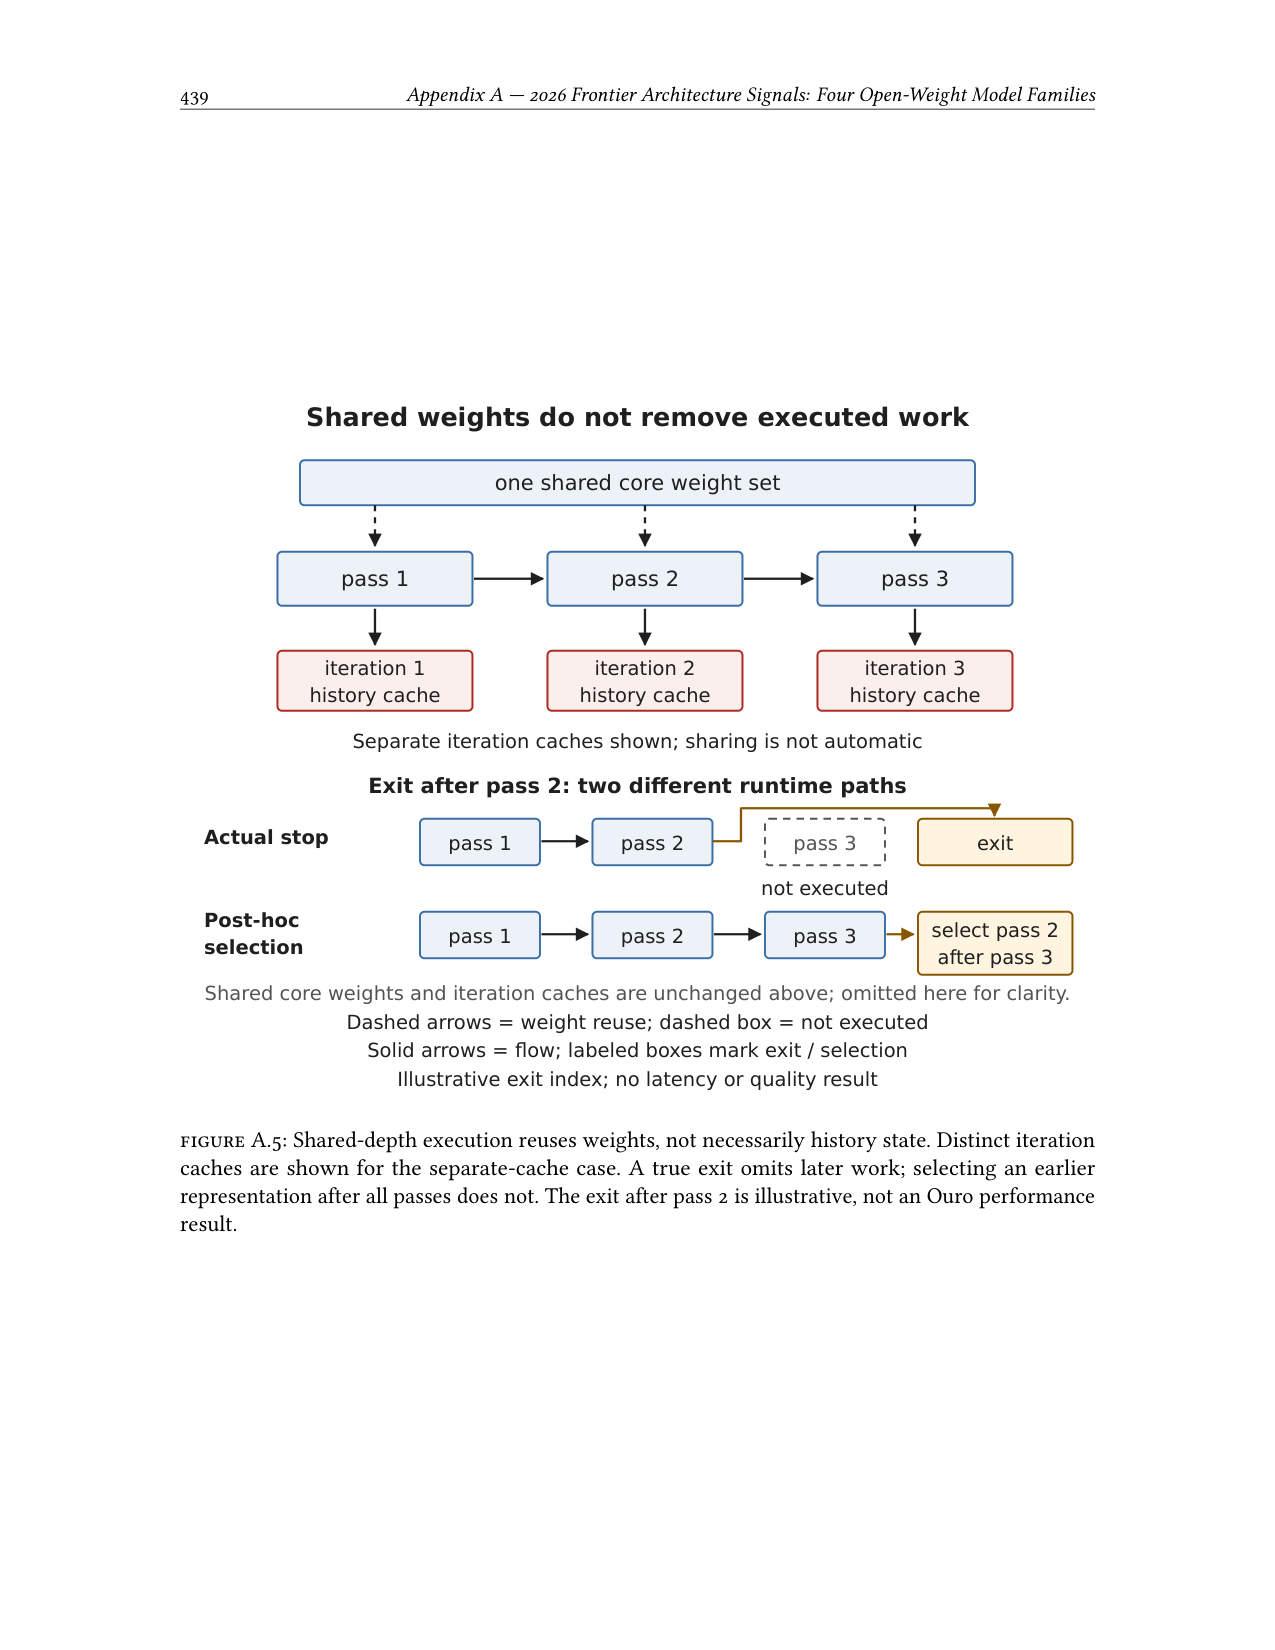 439
Appendix A — 2026 Frontier Architecture Signals: Four Open-Weight Model Families
Shared weights do not remove executed work
one shared core weight set
pass 1
pass 2
pass 3
iteration 1
history cache
iteration 2
history cache
iteration 3
history cache
Separate iteration caches shown; sharing is not automatic
Exit after pass 2: two different runtime paths
Actual stop
pass 1
pass 2
pass 3
exit
not executed
Post-hoc
selection
pass 1
pass 2
pass 3
select pass 2
after pass 3
Shared core weights and iteration caches are unchanged above; omitted here for clarity.
Dashed arrows = weight reuse; dashed box = not executed
Solid arrows = flow; labeled boxes mark exit / selection
Illustrative exit index; no latency or quality result
FIGURE A.5: Shared-depth execution reuses weights, not necessarily history state. Distinct iteration
caches are shown for the separate-cache case. A true exit omits later work; selecting an earlier
representation after all passes does not. The exit after pass 2 is illustrative, not an Ouro performance
result.